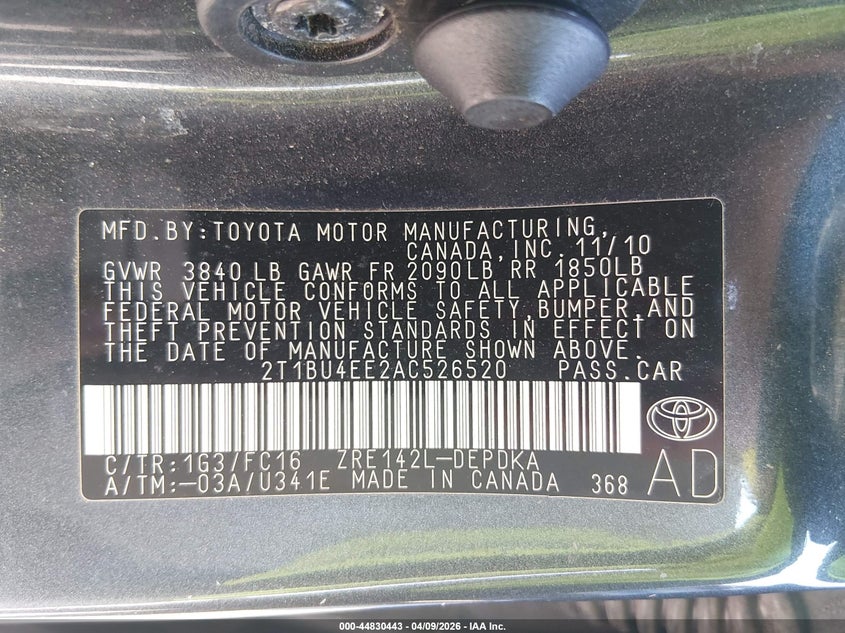 MFD.BY:TOYOTA MOTOR MANUFACTURING,
CANADA,INC. 11/10
GVWR 3840 LB GAWR FR 2090LB RR 1850LB
THIS VEHICLE CONFORMS TO ALL APPLICABLE
FEDERAL MOTOR VEHICLE SAFETY,BUMPER,AND
THEFT PREVENTION STANDARDS IN EFFECT ON
THE DATE OF MANUFACTURE SHOWN ABOVE.
2T1BU4EE2AC526520 PASS.CAR
C/TR:1G3/FC16 ZRE142L-DEPDKA
A/TM:-03A/U341E MADE IN CANADA 368 AD
000-44830443 - 04/09/2026 - IAA Inc.